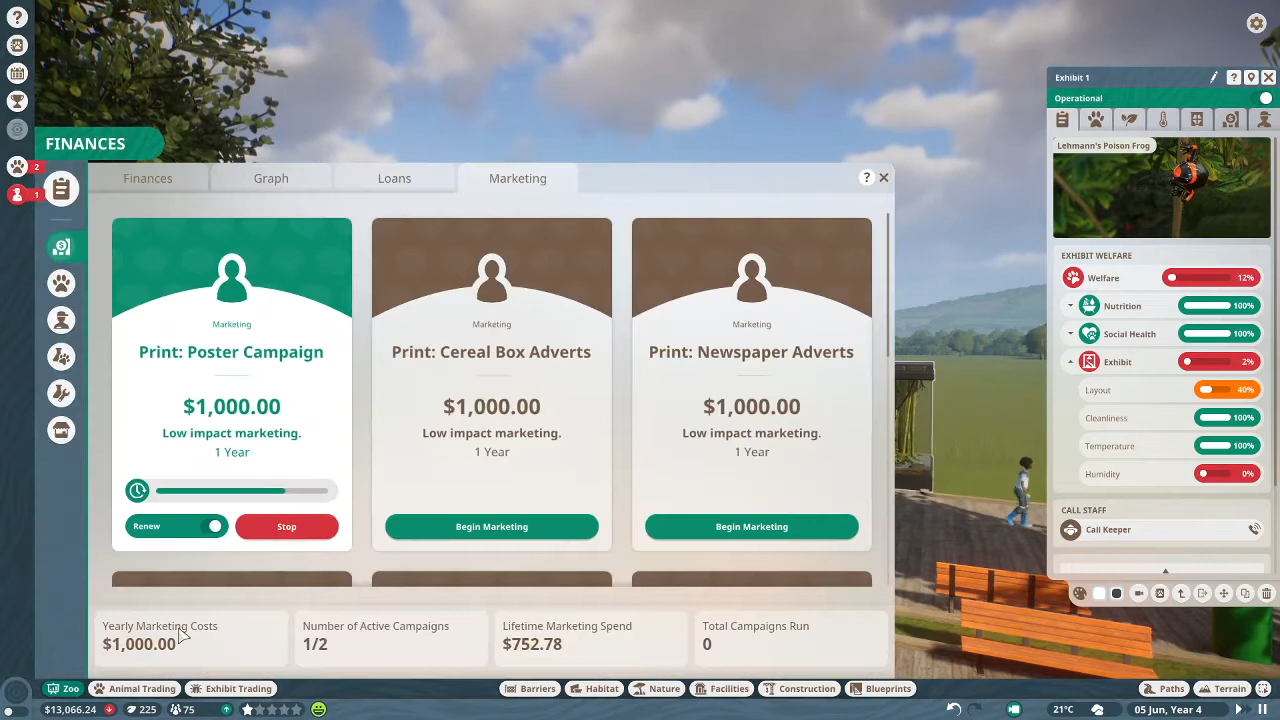 FINANCES
Finances
Graph
Loans
Marketing
?
2
1
Marketing
Print: Poster Campaign
$1,000.00
Low impact marketing.
1 Year
Renew
Stop
Marketing
Print: Cereal Box Adverts
$1,000.00
Low impact marketing.
1 Year
Begin Marketing
Marketing
Print: Newspaper Adverts
$1,000.00
Low impact marketing.
1 Year
Begin Marketing
Yearly Marketing Costs
$1,000.00
Number of Active Campaigns
1/2
Lifetime Marketing Spend
$752.78
Total Campaigns Run
0
Exhibit 1
Operational
Lehmann's Poison Frog
EXHIBIT WELFARE
Welfare 12%
Nutrition 100%
Social Health 100%
Exhibit 2%
Layout 40%
Cleanliness 100%
Temperature 100%
Humidity 0%
CALL STAFF
Call Keeper
Zoo
Animal Trading
Exhibit Trading
Barriers
Habitat
Nature
Facilities
Construction
Blueprints
Paths
Terrain
$13,066.24
225
75
21°C
05 Jun, Year 4